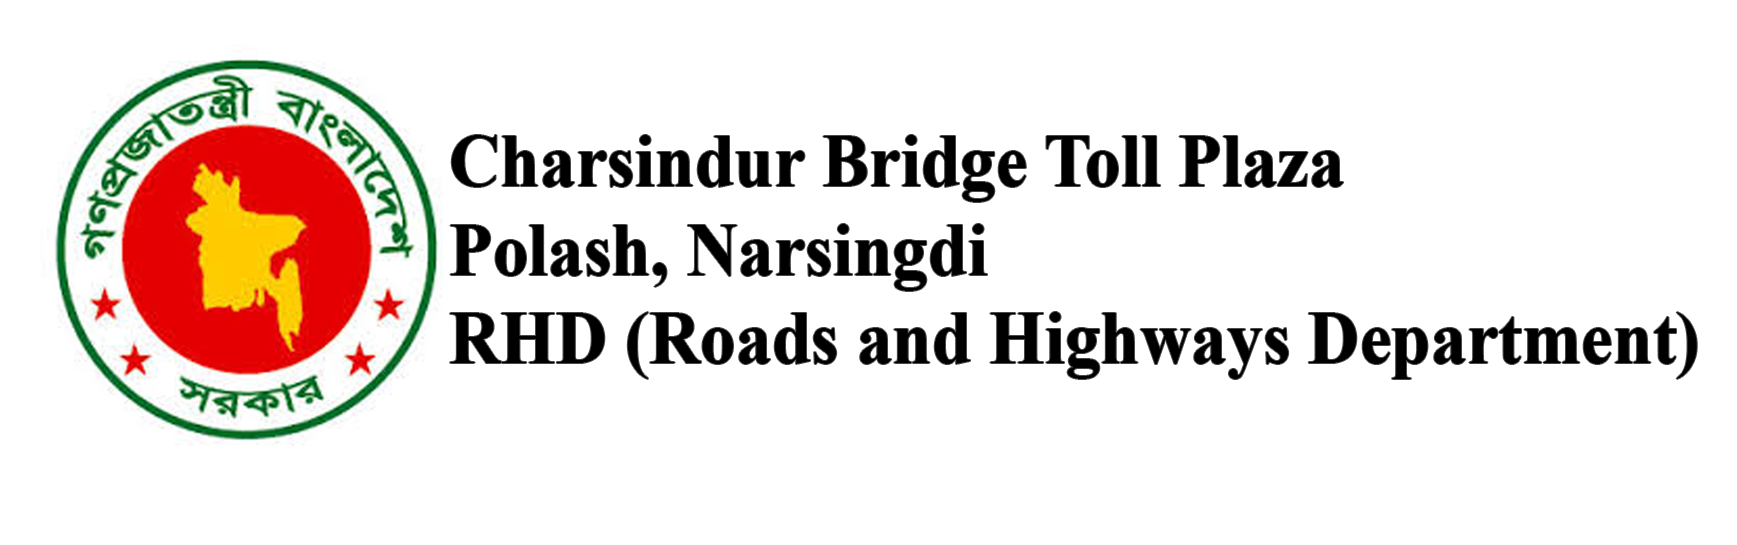 গণপ্রজাতন্ত্রী বাংলাদেশ
সরকার
Charsindur Bridge Toll Plaza
Polash, Narsingdi
RHD (Roads and Highways Department)